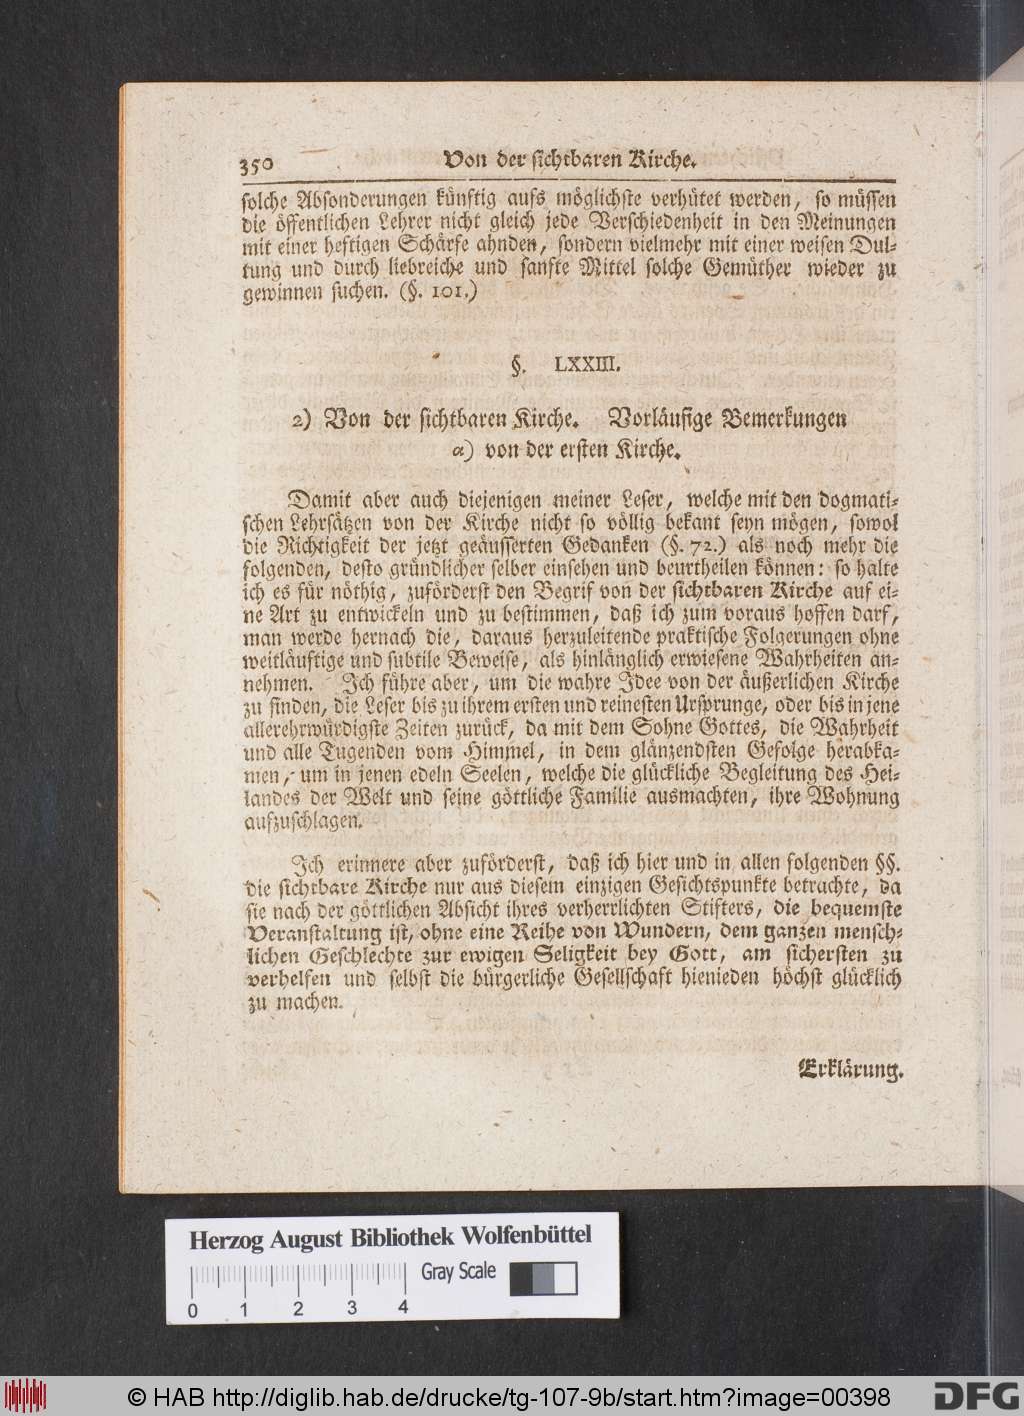 350 Von der sichtbaren Kirche.
solche Absonderungen künftig aufs möglichste verhütet werden, so müssen
die öffentlichen Lehrer nicht gleich jede Verschiedenheit in den Meinungen
mit einer heftigen Schärfe ahnden, sondern vielmehr mit einer weisen Dul-
tung und durch liebreiche und sanfte Mittel solche Gemüther wieder zu
gewinnen suchen. (§. 101.)
§. LXXIII.
2) Von der sichtbaren Kirche. Vorläufige Bemerkungen
α) von der ersten Kirche.
Damit aber auch diejenigen meiner Leser, welche mit den dogmati-
schen Lehrsätzen von der Kirche nicht so völlig bekant seyn mögen, sowol
die Richtigkeit der jetzt geäusserten Gedanken (§. 72.) als noch mehr die
folgenden, desto gründlicher selber einsehen und beurtheilen können: so halte
ich es für nöthig, zuförderst den Begrif von der sichtbaren Kirche auf ei-
ne Art zu entwickeln und zu bestimmen, daß ich zum voraus hoffen darf,
man werde hernach die, daraus herzuleitende praktische Folgerungen ohne
weitläuftige und subtile Beweise, als hinlänglich erwiesene Wahrheiten an-
nehmen. Ich führe aber, um die wahre Idee von der äußerlichen Kirche
zu finden, die Leser bis zu ihrem ersten und reinesten Ursprunge, oder bis in jene
allerehrwürdigste Zeiten zurück, da mit dem Sohne Gottes, die Wahrheit
und alle Tugenden vom Himmel, in dem glänzendsten Gefolge herabka-
men, um in jenen edeln Seelen, welche die glückliche Begleitung des Hei-
landes der Welt und seine göttliche Familie ausmachten, ihre Wohnung
aufzuschlagen.
Ich erinnere aber zuförderst, daß ich hier und in allen folgenden §§.
die sichtbare Kirche nur aus diesem einzigen Gesichtspunkte betrachte, da
sie nach der göttlichen Absicht ihres verherrlichten Stifters, die bequemste
Veranstaltung ist, ohne eine Reihe von Wundern, dem ganzen mensch-
lichen Geschlechte zur ewigen Seligkeit bey Gott, am sichersten zu
verhelfen und selbst die bürgerliche Gesellschaft hienieden höchst glücklich
zu machen.
Erklärung.
Herzog August Bibliothek Wolfenbüttel
Gray Scale
0 1 2 3 4
© HAB http://diglib.hab.de/drucke/tg-107-9b/start.htm?image=00398
DFG